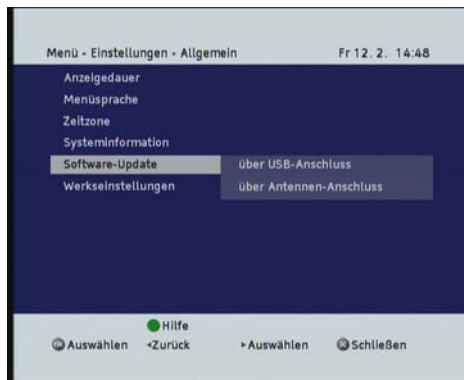 Menü - Einstellungen - Allgemein Fr 12. 2. 14:48
Anzeigedauer
Menüsprache
Zeitzone
Systeminformation
Software-Update über USB-Anschluss
Werkseinstellungen über Antennen-Anschluss
Hilfe
OK Auswählen Zurück Auswählen Schließen